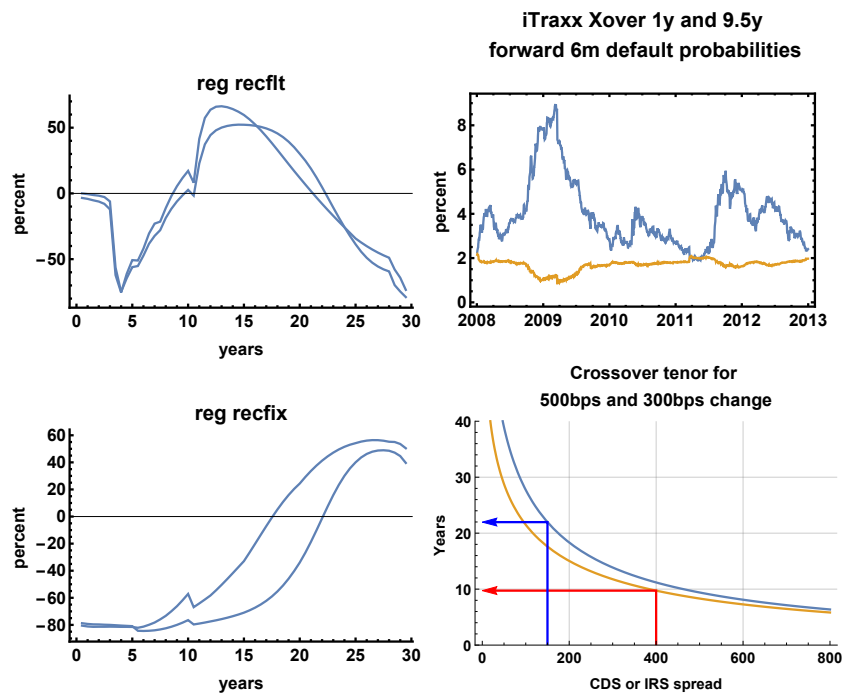 reg recflt
percent
50
0
−50
0 5 10 15 20 25 30
years
iTraxx Xover 1y and 9.5y
forward 6m default probabilities
percent
8
6
4
2
0
2008 2009 2010 2011 2012 2013
reg recfix
percent
60
40
20
0
−20
−40
−60
−80
0 5 10 15 20 25 30
years
Crossover tenor for
500bps and 300bps change
Years
40
30
20
10
0
0 200 400 600 800
CDS or IRS spread